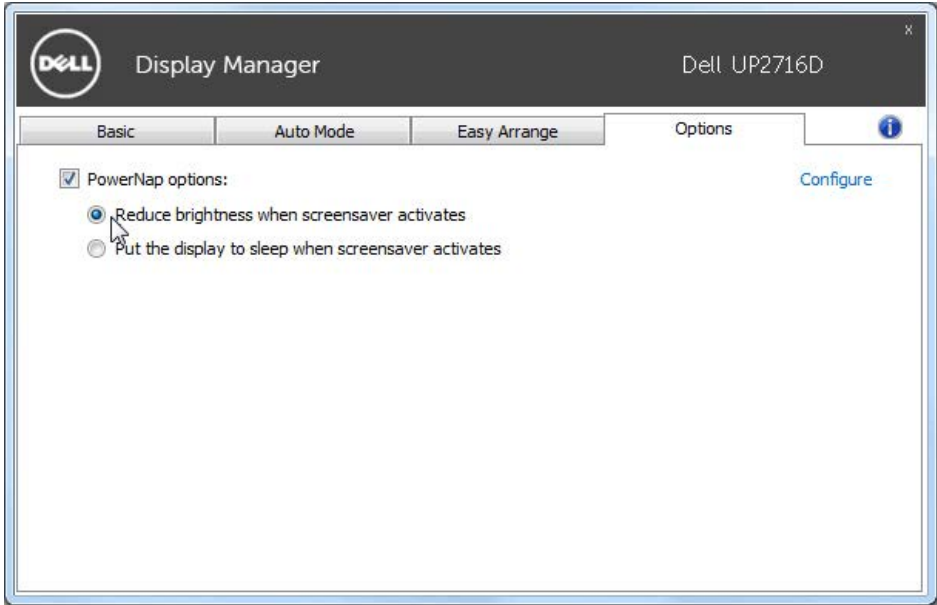 DELL Display Manager Dell UP2716D x
Basic Auto Mode Easy Arrange Options i
PowerNap options: Configure
Reduce brightness when screensaver activates
Put the display to sleep when screensaver activates